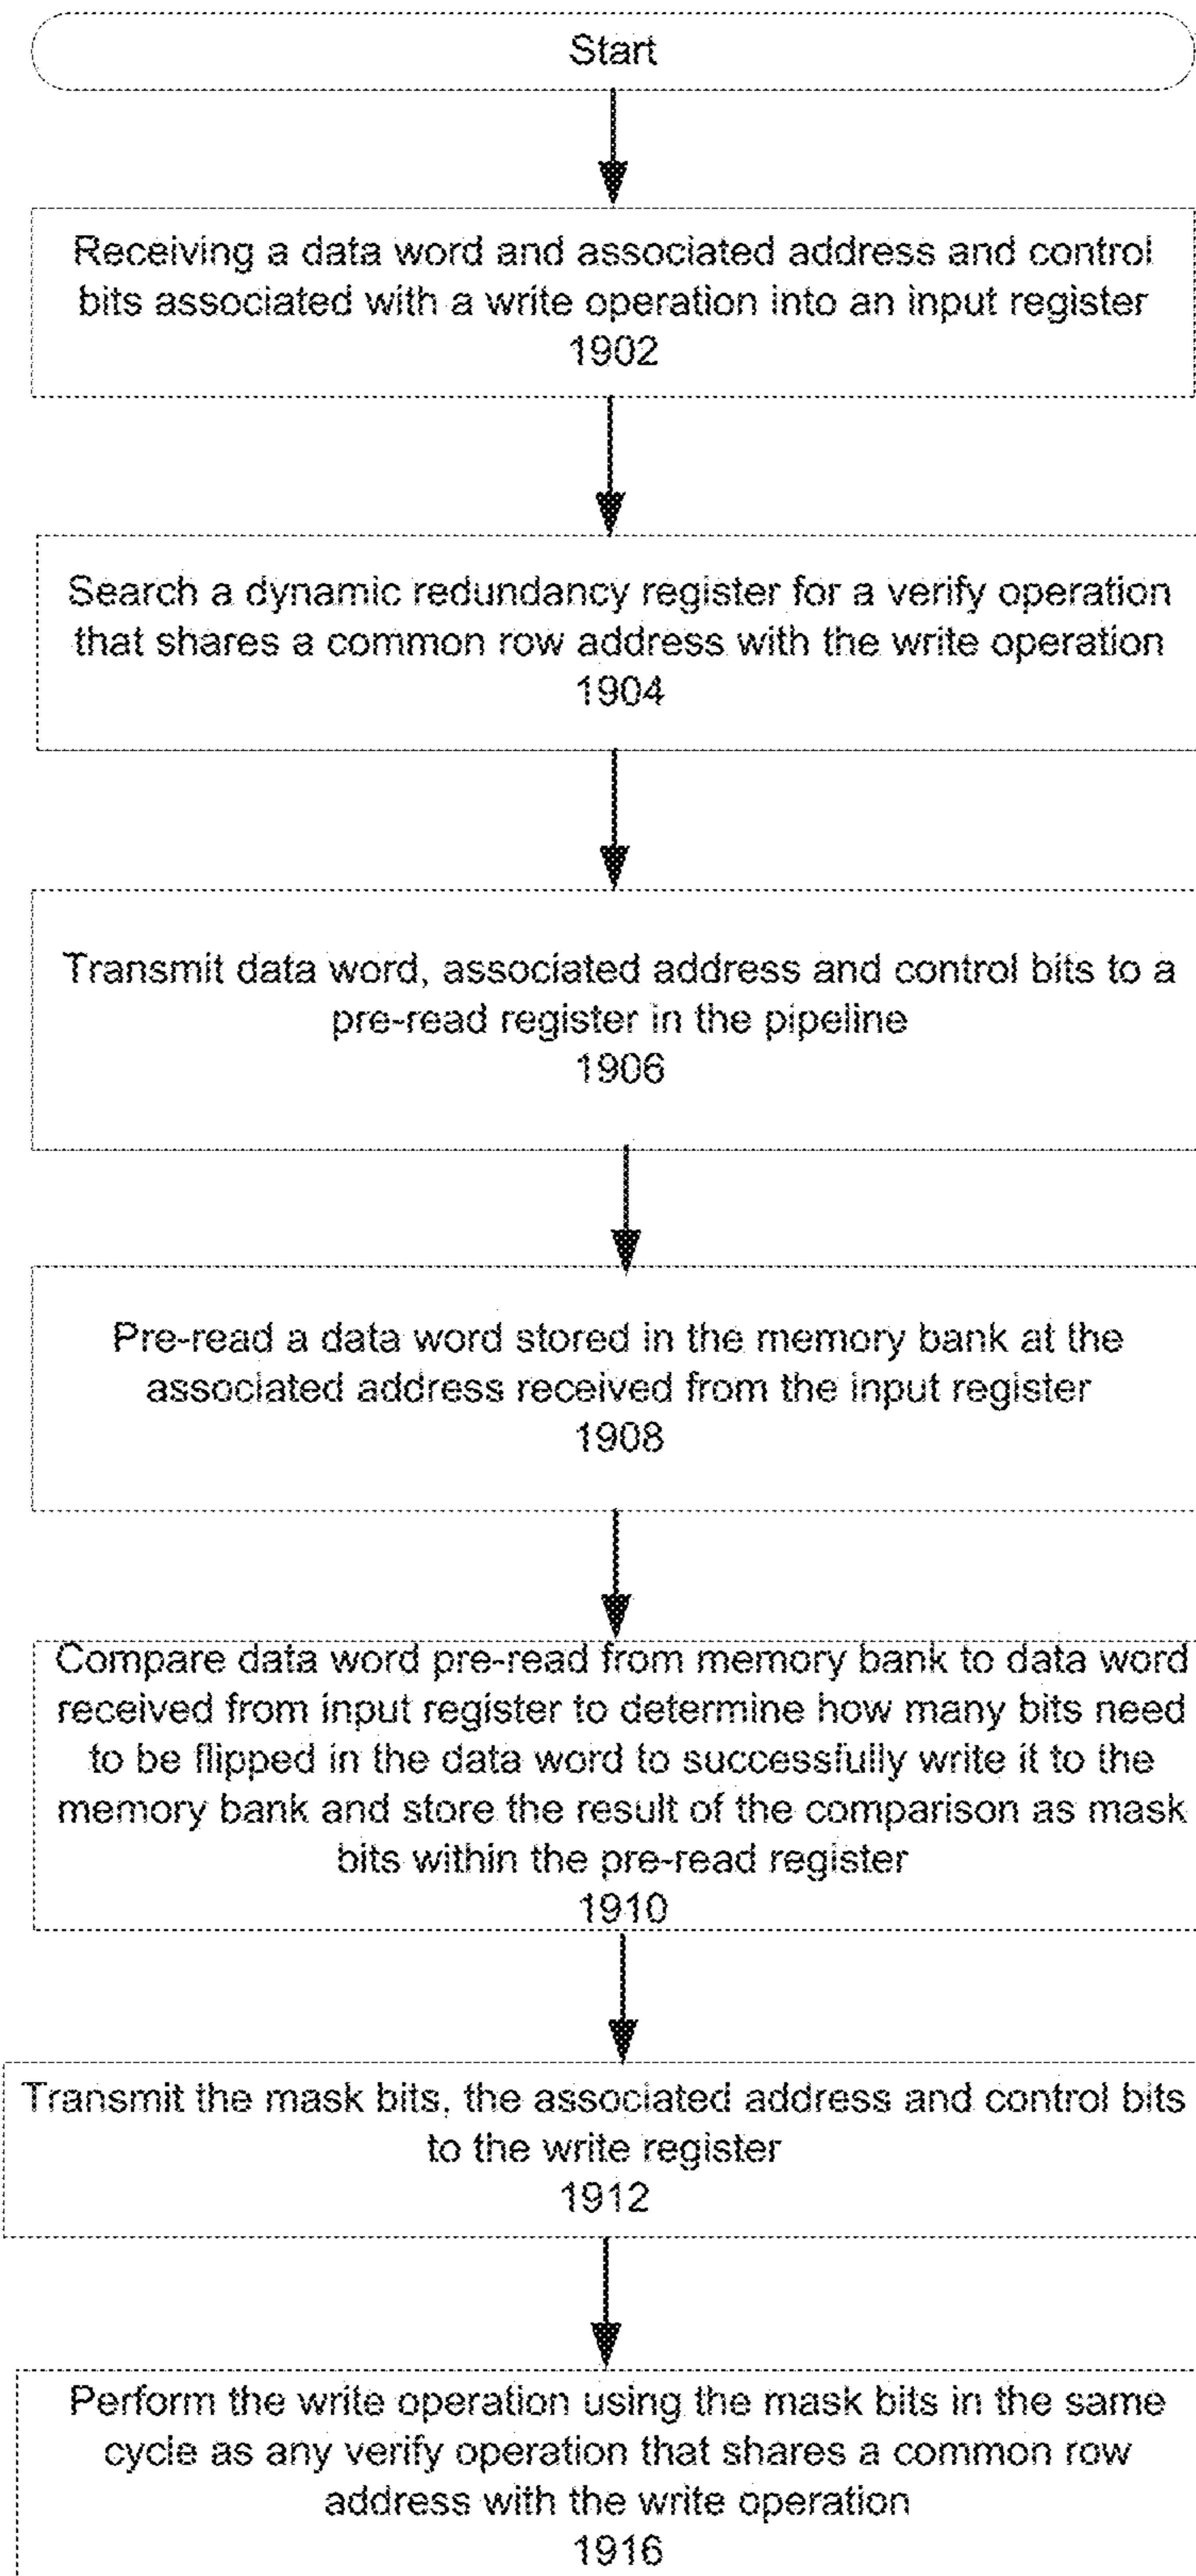 Start
Receiving a data word and associated address and control
bits associated with a write operation into an input register
1902
Search a dynamic redundancy register for a verify operation
that shares a common row address with the write operation
1904
Transmit data word, associated address and control bits to a
pre-read register in the pipeline
1906
Pre-read a data word stored in the memory bank at the
associated address received from the input register
1908
Compare data word pre-read from memory bank to data word
received from input register to determine how many bits need
to be flipped in the data word to successfully write it to the
memory bank and store the result of the comparison as mask
bits within the pre-read register
1910
Transmit the mask bits, the associated address and control bits
to the write register
1912
Perform the write operation using the mask bits in the same
cycle as any verify operation that shares a common row
address with the write operation
1916